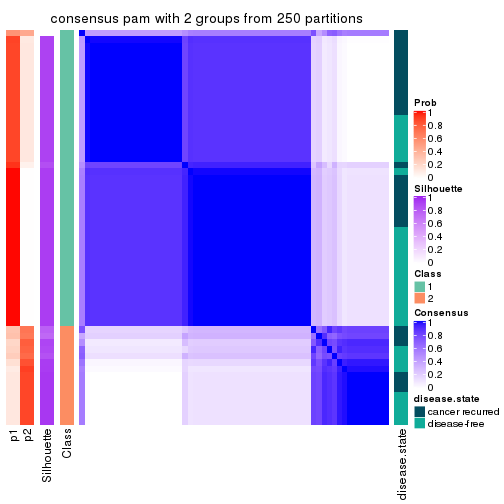 consensus pam with 2 groups from 250 partitions
Prob
1
0.8
0.6
0.4
0.2
0
Silhouette
1
0.8
0.6
0.4
0.2
0
Class
1
2
Consensus
1
0.8
0.6
0.4
0.2
0
disease.state
cancer recurred
disease-free
p1
p2
Silhouette
Class
disease.state